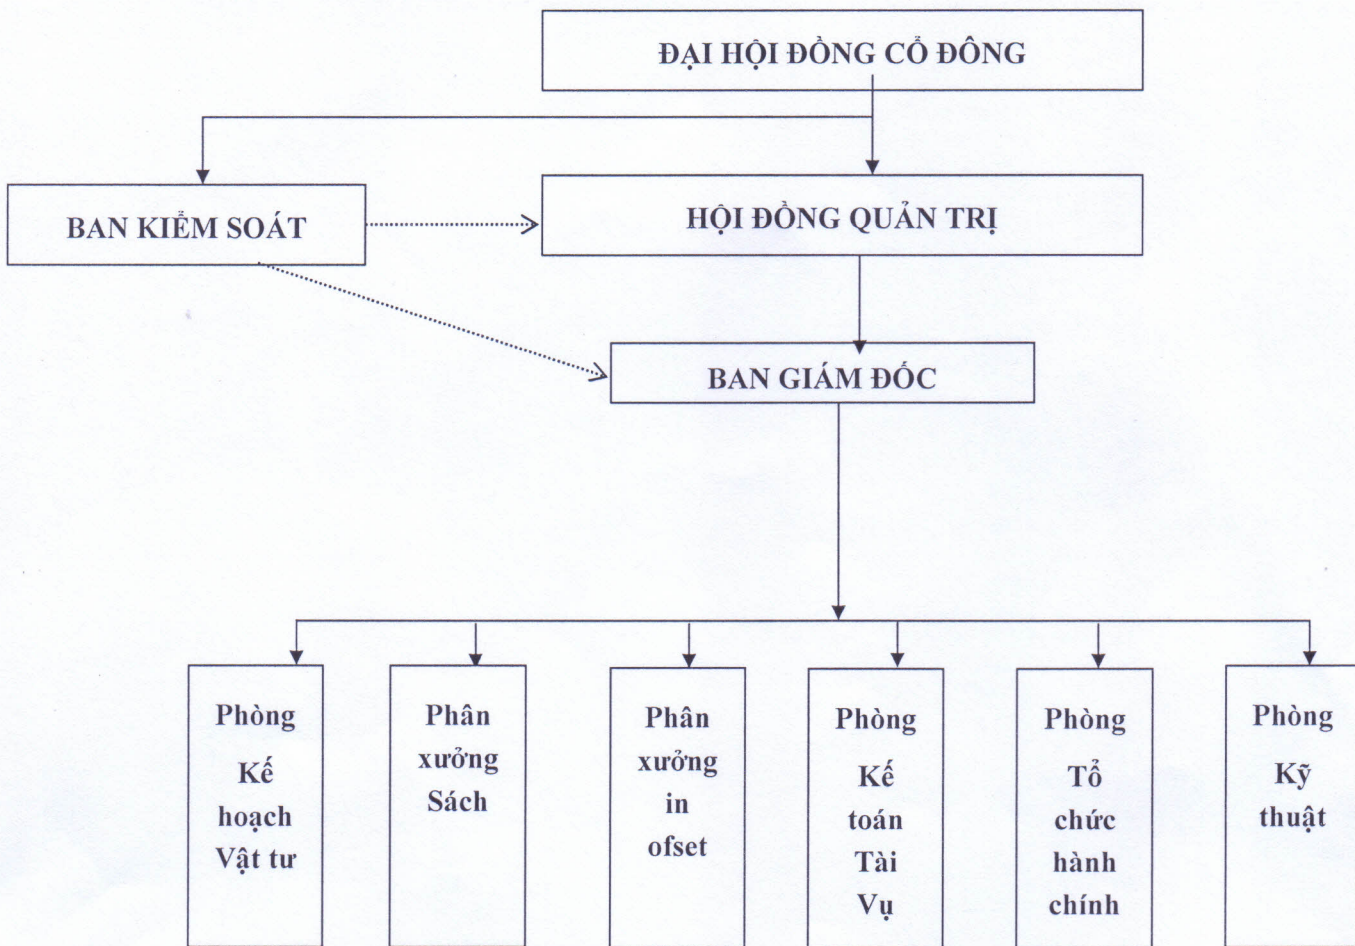 ĐẠI HỘI ĐỒNG CỔ ĐÔNG
BAN KIỂM SOÁT
HỘI ĐỒNG QUẢN TRỊ
BAN GIÁM ĐỐC
Phòng
Kế
hoạch
Vật tư
Phân
xưởng
Sách
Phân
xưởng
in
ofset
Phòng
Kế
toán
Tài
Vụ
Phòng
Tổ
chức
hành
chính
Phòng
Kỹ
thuật